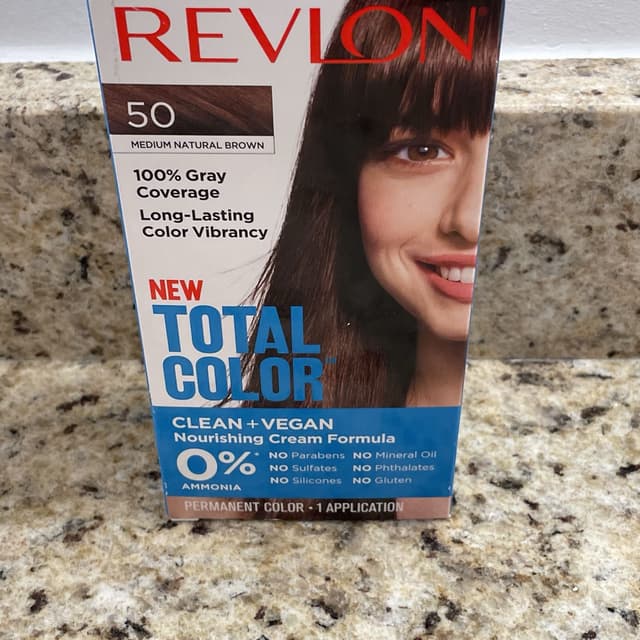 REVLON
50
MEDIUM NATURAL BROWN
100% Gray
Coverage
Long-Lasting
Color Vibrancy
NEW
TOTAL
COLOR™
CLEAN + VEGAN
Nourishing Cream Formula
0%*
AMMONIA
NO Parabens NO Mineral Oil
NO Sulfates NO Phthalates
NO Silicones NO Gluten
PERMANENT COLOR • 1 APPLICATION